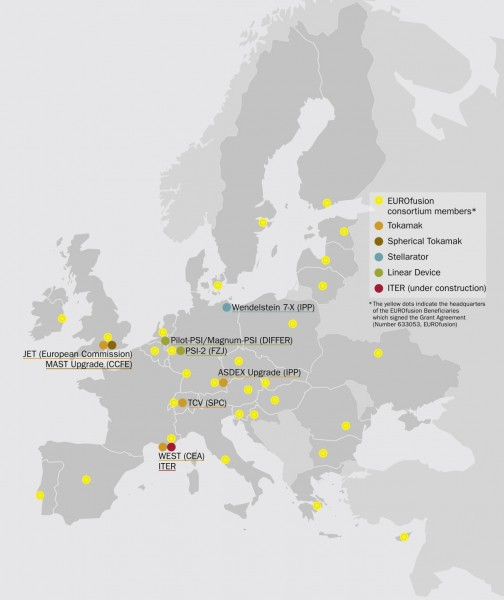 EUROfusion
consortium members*
Tokamak
Spherical Tokamak
Stellarator
Linear Device
ITER (under construction)
* The yellow dots indicate the headquarters
of the EUROfusion Beneficiaries
which signed the Grant Agreement
(Number 633053, EUROfusion)
Wendelstein 7-X (IPP)
Pilot-PSI/Magnum-PSI (DIFFER)
PSI-2 (FZJ)
JET (European Commission)
MAST Upgrade (CCFE)
ASDEX Upgrade (IPP)
TCV (SPC)
WEST (CEA)
ITER